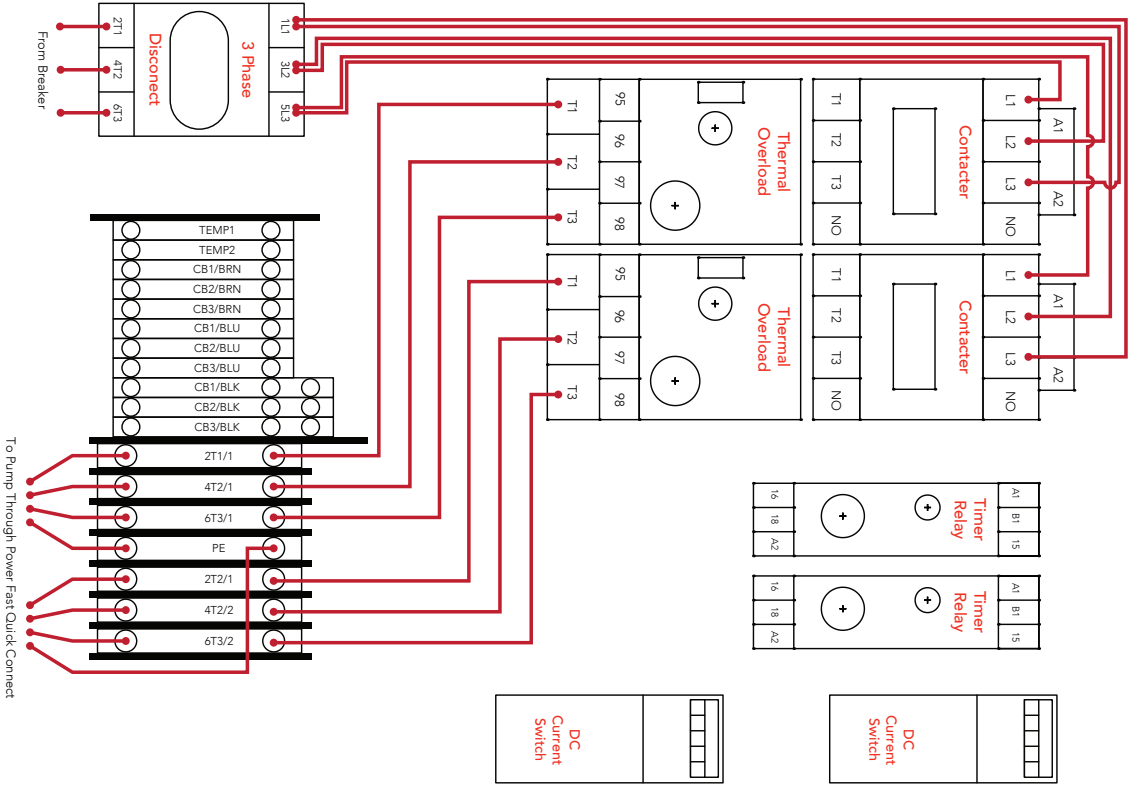 2T1
4T2
6T3
Disconect
3 Phase
1L1
3L2
5L3
From Breaker
T1
T2
T3
95
96
97
98
Thermal
Overload
T1
T2
T3
NO
Contacter
L1
L2
L3
NO
A1
A2
T1
T2
T3
95
96
97
98
Thermal
Overload
T1
T2
T3
NO
Contacter
L1
L2
L3
NO
A1
A2
TEMP1
TEMP2
CB1/BRN
CB2/BRN
CB3/BRN
CB1/BLU
CB2/BLU
CB3/BLU
CB1/BLK
CB2/BLK
CB3/BLK
2T1/1
4T2/1
6T3/1
PE
2T2/1
4T2/2
6T3/2
To Pump Through Power Fast Quick Connect
16
18
A2
Timer
Relay
A1
B1
15
16
18
A2
Timer
Relay
A1
B1
15
DC
Current
Switch
DC
Current
Switch